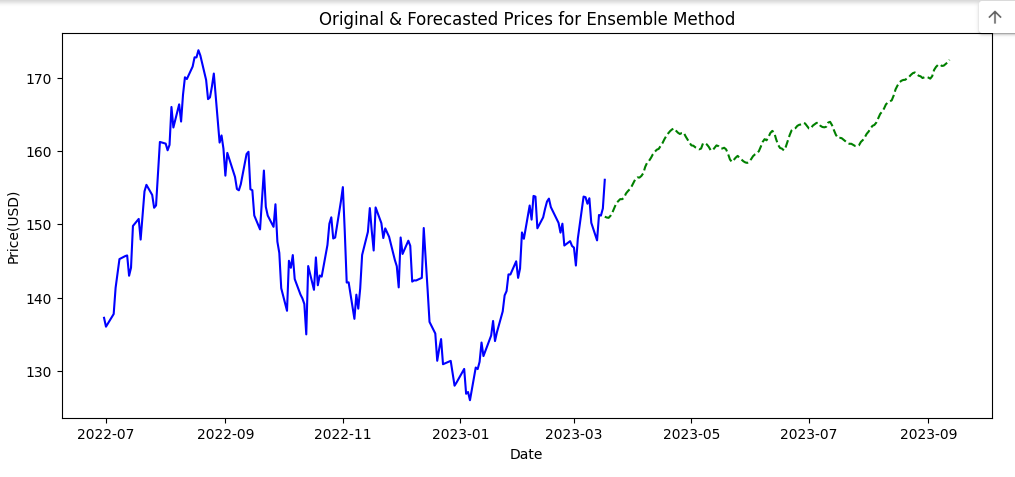 Original & Forecasted Prices for Ensemble Method
Price(USD)
170
160
150
140
130
2022-07 2022-09 2022-11 2023-01 2023-03 2023-05 2023-07 2023-09
Date